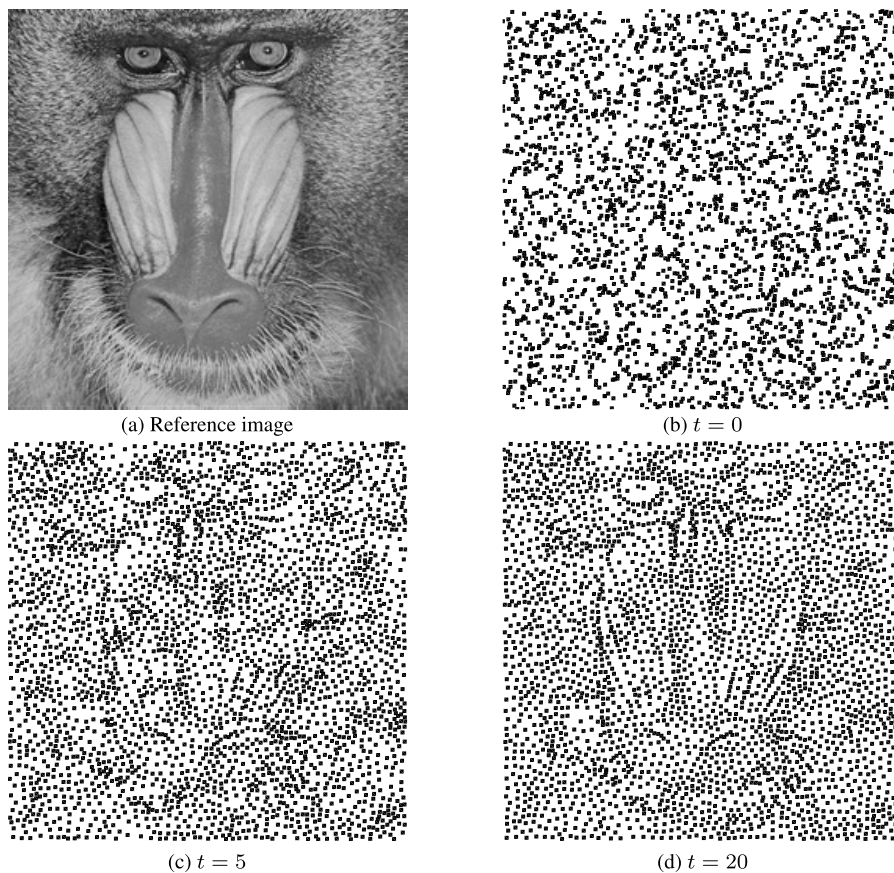 (a) Reference image
(b) t = 0
(c) t = 5
(d) t = 20